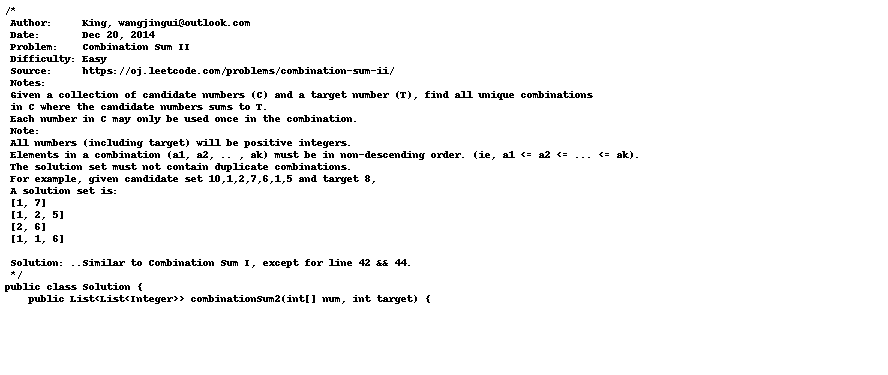 /*
Author: King, wangjingui@outlook.com
Date: Dec 20, 2014
Problem: Combination Sum II
Difficulty: Easy
Source: https://oj.leetcode.com/problems/combination-sum-ii/
Notes:
Given a collection of candidate numbers (C) and a target number (T), find all unique combinations
in C where the candidate numbers sums to T.
Each number in C may only be used once in the combination.
Note:
All numbers (including target) will be positive integers.
Elements in a combination (a1, a2, .. , ak) must be in non-descending order. (ie, a1 <= a2 <= ... <= ak).
The solution set must not contain duplicate combinations.
For example, given candidate set 10,1,2,7,6,1,5 and target 8,
A solution set is:
[1, 7]
[1, 2, 5]
[2, 6]
[1, 1, 6]
Solution: ..Similar to Combination Sum I, except for line 42 && 44.
*/
public class Solution {
public List<List<Integer>> combinationSum2(int[] num, int target) {